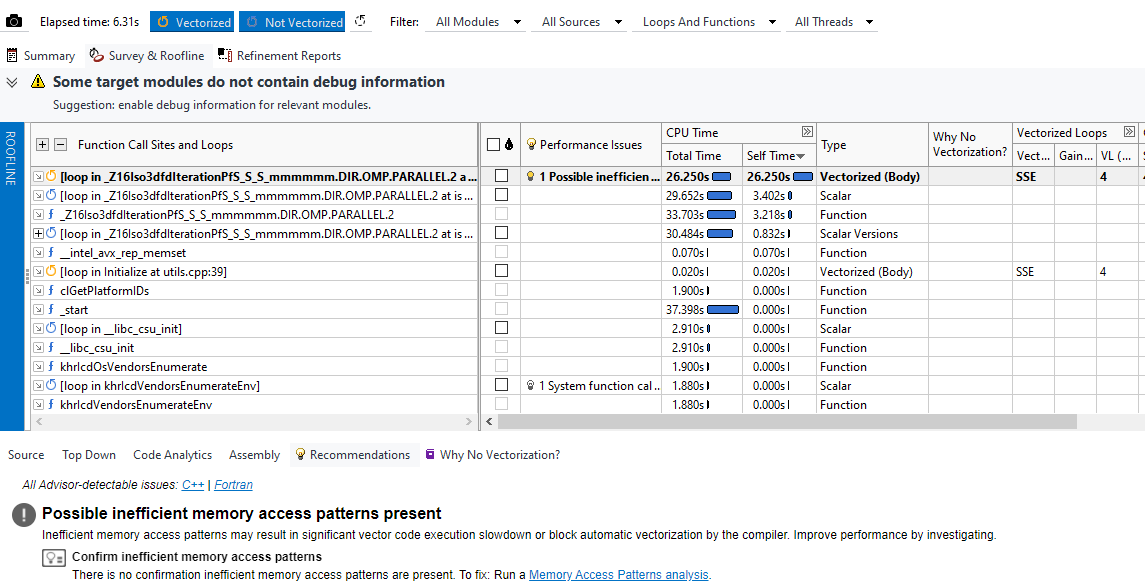 Elapsed time: 6.31s Vectorized Not Vectorized Filter: All Modules All Sources Loops And Functions All Threads
Summary Survey & Roofline Refinement Reports
Some target modules do not contain debug information
Suggestion: enable debug information for relevant modules.
ROOFLINE
Function Call Sites and Loops Performance Issues CPU Time Type Why No Vectorization? Vectorized Loops
Total Time Self Time Vect... Gain... VL (...
[loop in _Z16Iso3dfdIterationPfS_S_mmmmmm.DIR.OMP.PARALLEL.2 a ... 1 Possible inefficien ... 26.250s 26.250s Vectorized (Body) SSE 4
[loop in _Z16Iso3dfdIterationPfS_S_mmmmmm.DIR.OMP.PARALLEL.2 at is ... 29.652s 3.402s Scalar
f _Z16Iso3dfdIterationPfS_S_mmmmmm.DIR.OMP.PARALLEL.2 33.703s 3.218s Function
[loop in _Z16Iso3dfdIterationPfS_S_mmmmmm.DIR.OMP.PARALLEL.2 at is ... 30.484s 0.832s Scalar Versions
f __intel_avx_rep_memset 0.070s 0.070s Function
[loop in Initialize at utils.cpp:39] 0.020s 0.020s Vectorized (Body) SSE 4
f clGetPlatformIDs 1.900s 0.000s Function
f _start 37.398s 0.000s Function
[loop in __libc_csu_init] 2.910s 0.000s Scalar
f __libc_csu_init 2.910s 0.000s Function
f khrIcdOsVendorsEnumerate 1.900s 0.000s Function
[loop in khrIcdVendorsEnumerateEnv] 1 System function cal ... 1.880s 0.000s Scalar
f khrIcdVendorsEnumerateEnv 1.880s 0.000s Function
Source Top Down Code Analytics Assembly Recommendations Why No Vectorization?
All Advisor-detectable issues: C++ | Fortran
Possible inefficient memory access patterns present
Inefficient memory access patterns may result in significant vector code execution slowdown or block automatic vectorization by the compiler. Improve performance by investigating.
Confirm inefficient memory access patterns
There is no confirmation inefficient memory access patterns are present. To fix: Run a Memory Access Patterns analysis.